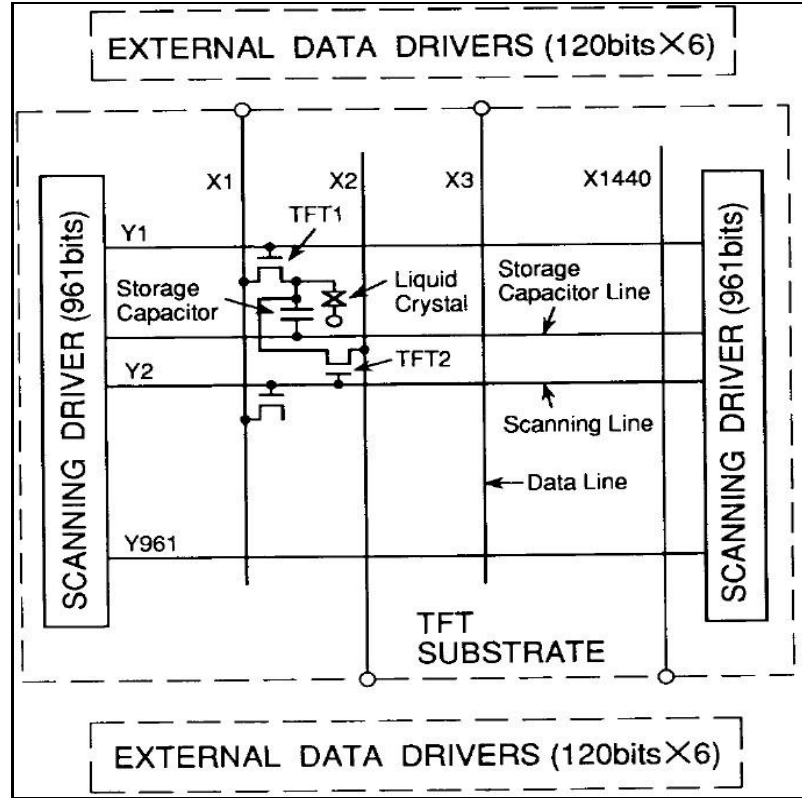 EXTERNAL DATA DRIVERS (120bits×6)
X1
X2
X3
X1440
TFT1
Y1
SCANNING DRIVER (961bits)
Storage
Capacitor
Liquid
Crystal
Storage
Capacitor Line
SCANNING DRIVER (961bits)
TFT2
Y2
Scanning Line
Data Line
Y961
TFT
SUBSTRATE
EXTERNAL DATA DRIVERS (120bits×6)